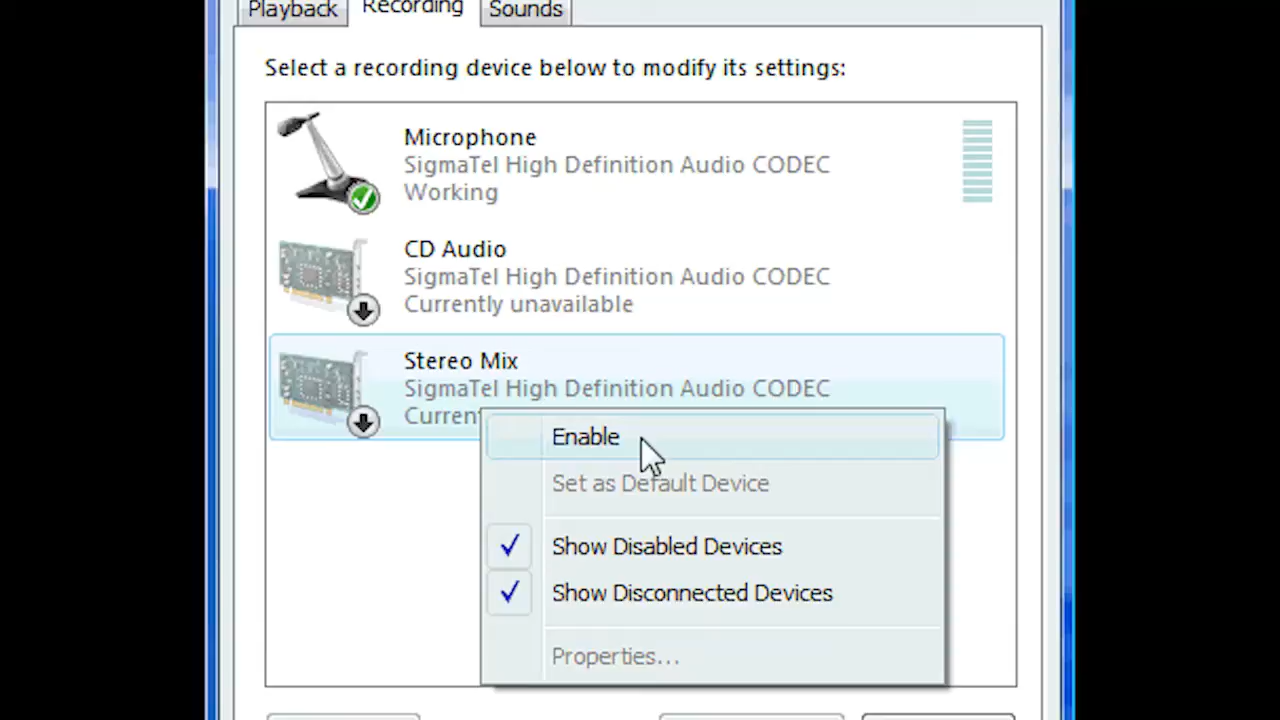 Playback
Recording
Sounds
Select a recording device below to modify its settings:
Microphone
SigmaTel High Definition Audio CODEC
Working
CD Audio
SigmaTel High Definition Audio CODEC
Currently unavailable
Stereo Mix
SigmaTel High Definition Audio CODEC
Enable
Set as Default Device
Show Disabled Devices
Show Disconnected Devices
Properties...